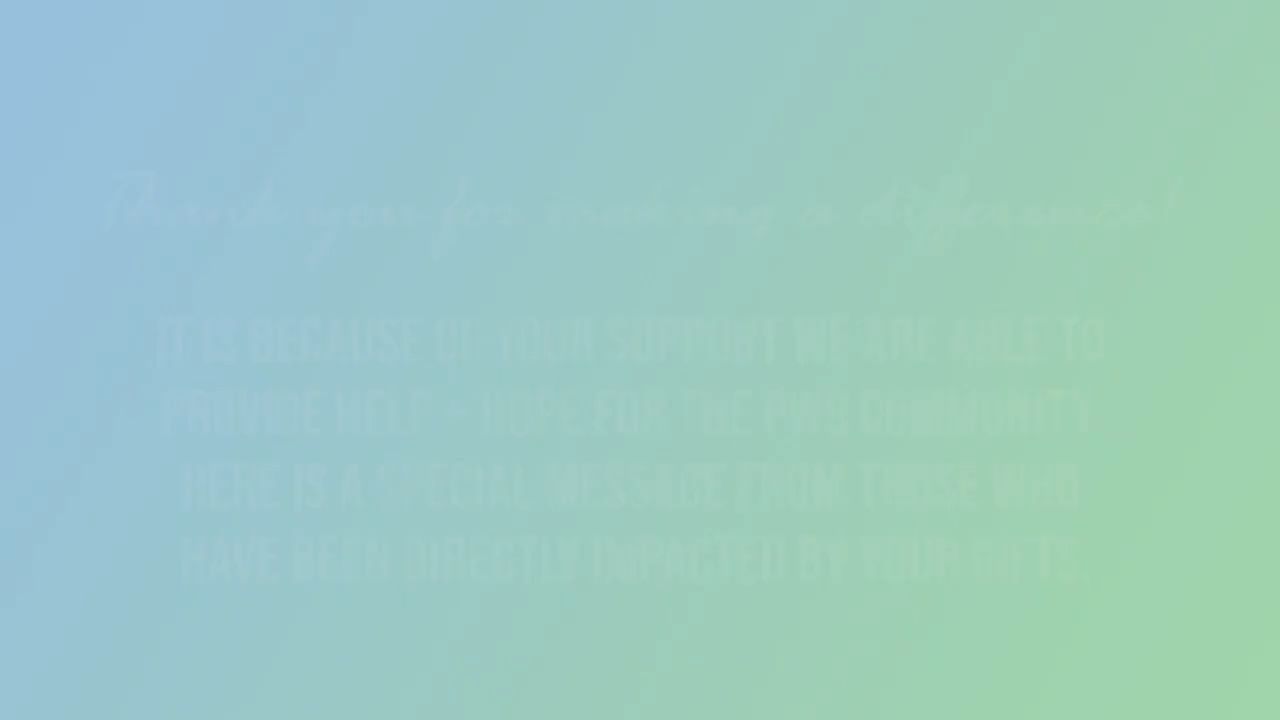 Thank you for making a difference!
IT IS BECAUSE OF YOUR SUPPORT WE ARE ABLE TO
PROVIDE HELP - HOPE FOR THE PWE COMMUNITY
HERE IS A SPECIAL MESSAGE FROM THOSE WHO
HAVE BEEN DIRECTLY IMPACTED BY YOUR GIFTS.